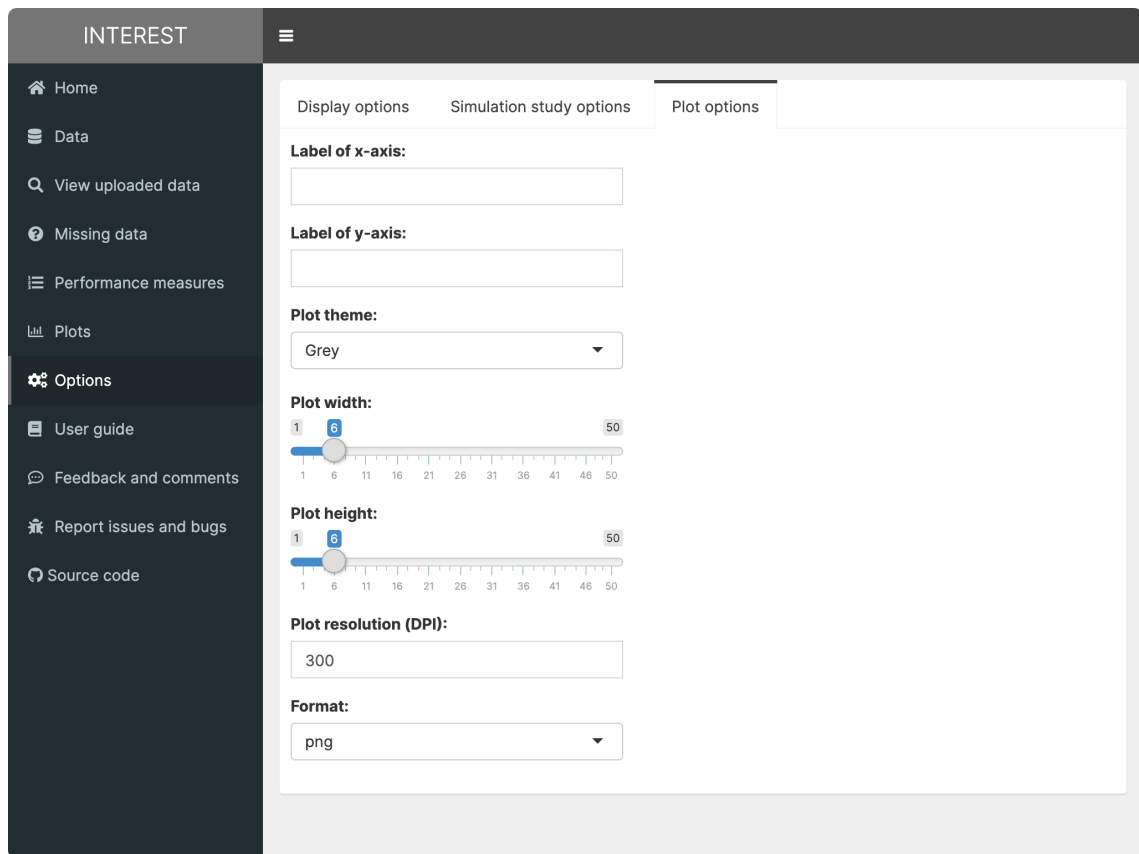 INTEREST
Home
Data
View uploaded data
Missing data
Performance measures
Plots
Options
User guide
Feedback and comments
Report issues and bugs
Source code
Display options Simulation study options Plot options
Label of x-axis:
Label of y-axis:
Plot theme:
Grey
Plot width:
1 6 50
1 6 11 16 21 26 31 36 41 46 50
Plot height:
1 6 50
1 6 11 16 21 26 31 36 41 46 50
Plot resolution (DPI):
300
Format:
png